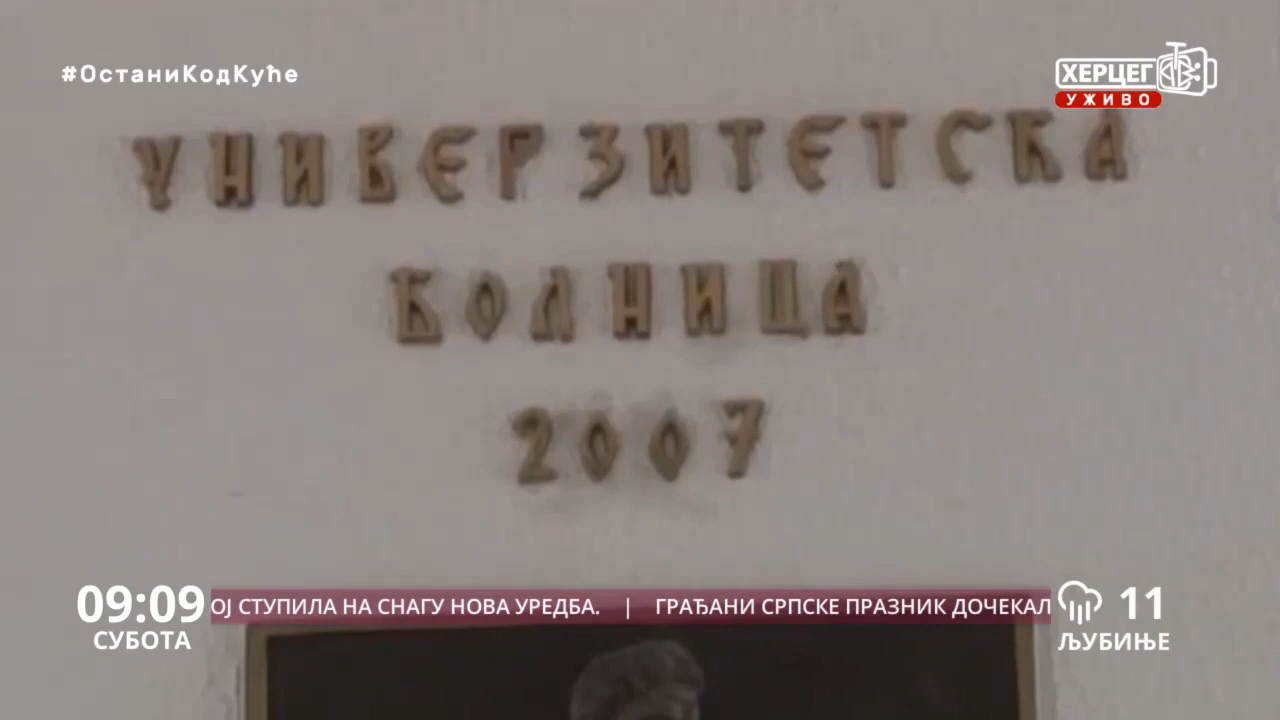 #ОстаниКодКуће
ХЕРЦЕГ
УЖИВО
УНИВЕРЗИТЕТСКА
БОЛНИЦА
2007
09:09
ОЈ СТУПИЛА НА СНАГУ НОВА УРЕДБА. | ГРАЂАНИ СРПСКЕ ПРАЗНИК ДОЧЕКАЛ
11
СУБОТА
ЉУБИЊЕ